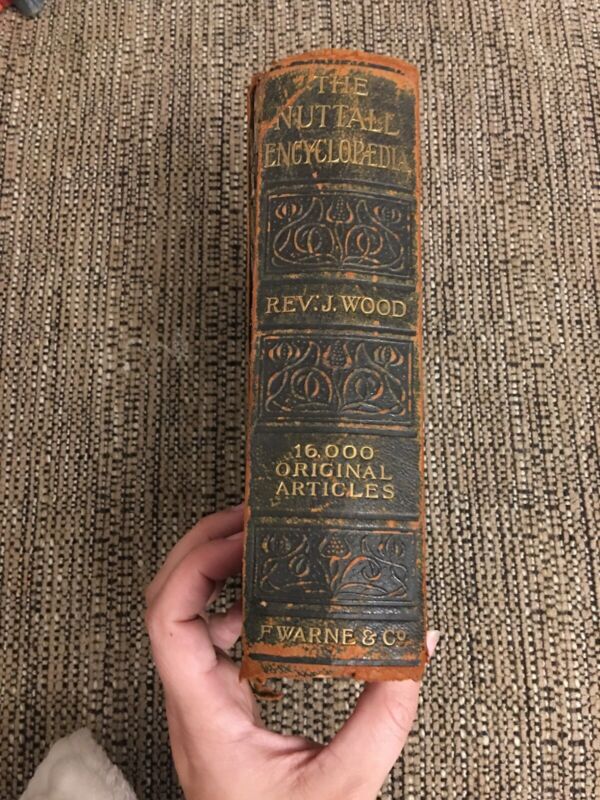 THE
NUTTALL
ENCYCLOPÆDIA
REV. J. WOOD
16,000
ORIGINAL
ARTICLES
F. WARNE & Co